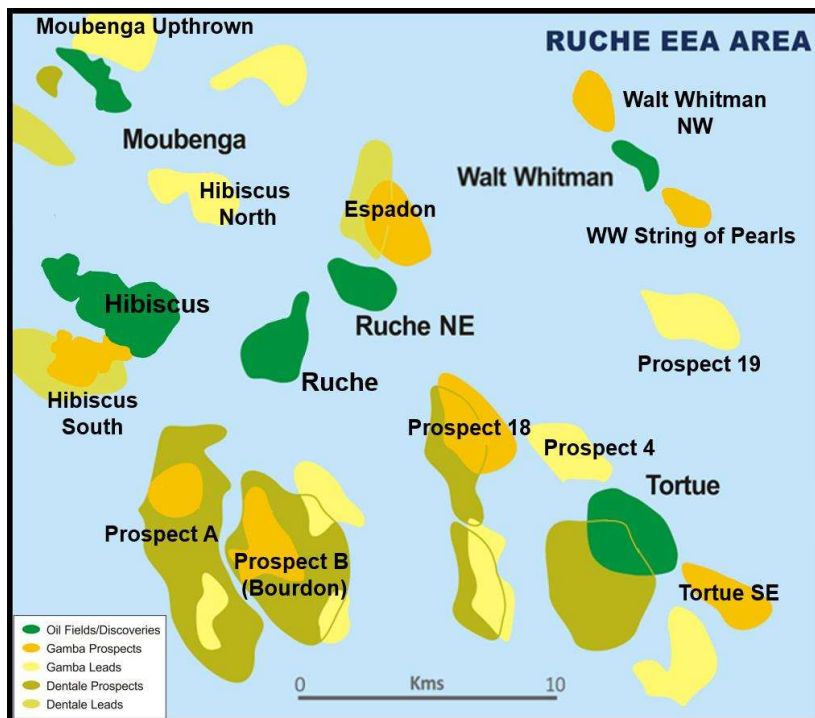 Moubenga Upthrown
RUCHE EEA AREA
Walt Whitman
NW
Moubenga
Walt Whitman
Hibiscus
North
Espadon
WW String of Pearls
Hibiscus
Ruche NE
Prospect 19
Ruche
Hibiscus
South
Prospect 18
Prospect 4
Tortue
Prospect A
Prospect B
(Bourdon)
Tortue SE
Oil Fields/Discoveries
Gamba Prospects
Gamba Leads
Dentale Prospects
Dentale Leads
0 Kms 10